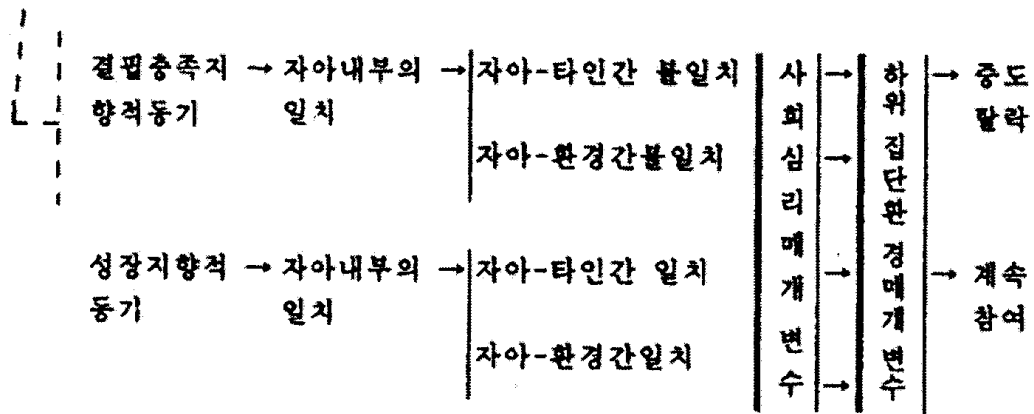 결핍충족지 → 자아내부의 → 자아-타인간 불일치
향적동기 일치
자아-환경간불일치
성장지향적 → 자아내부의 → 자아-타인간 일치
동기 일치
자아-환경간일치
사회심리매개변수
하위집단환경매개변수
→ 중도
탈락
→ 계속
참여